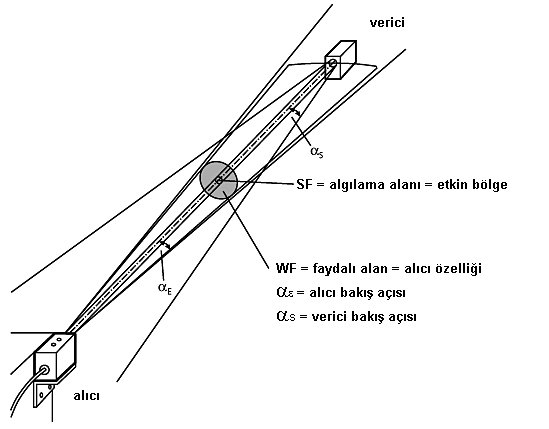 verici
αS
SF = algılama alanı = etkin bölge
WF = faydalı alan = alıcı özelliği
αE
αε = alıcı bakış açısı
αs = verici bakış açısı
alıcı